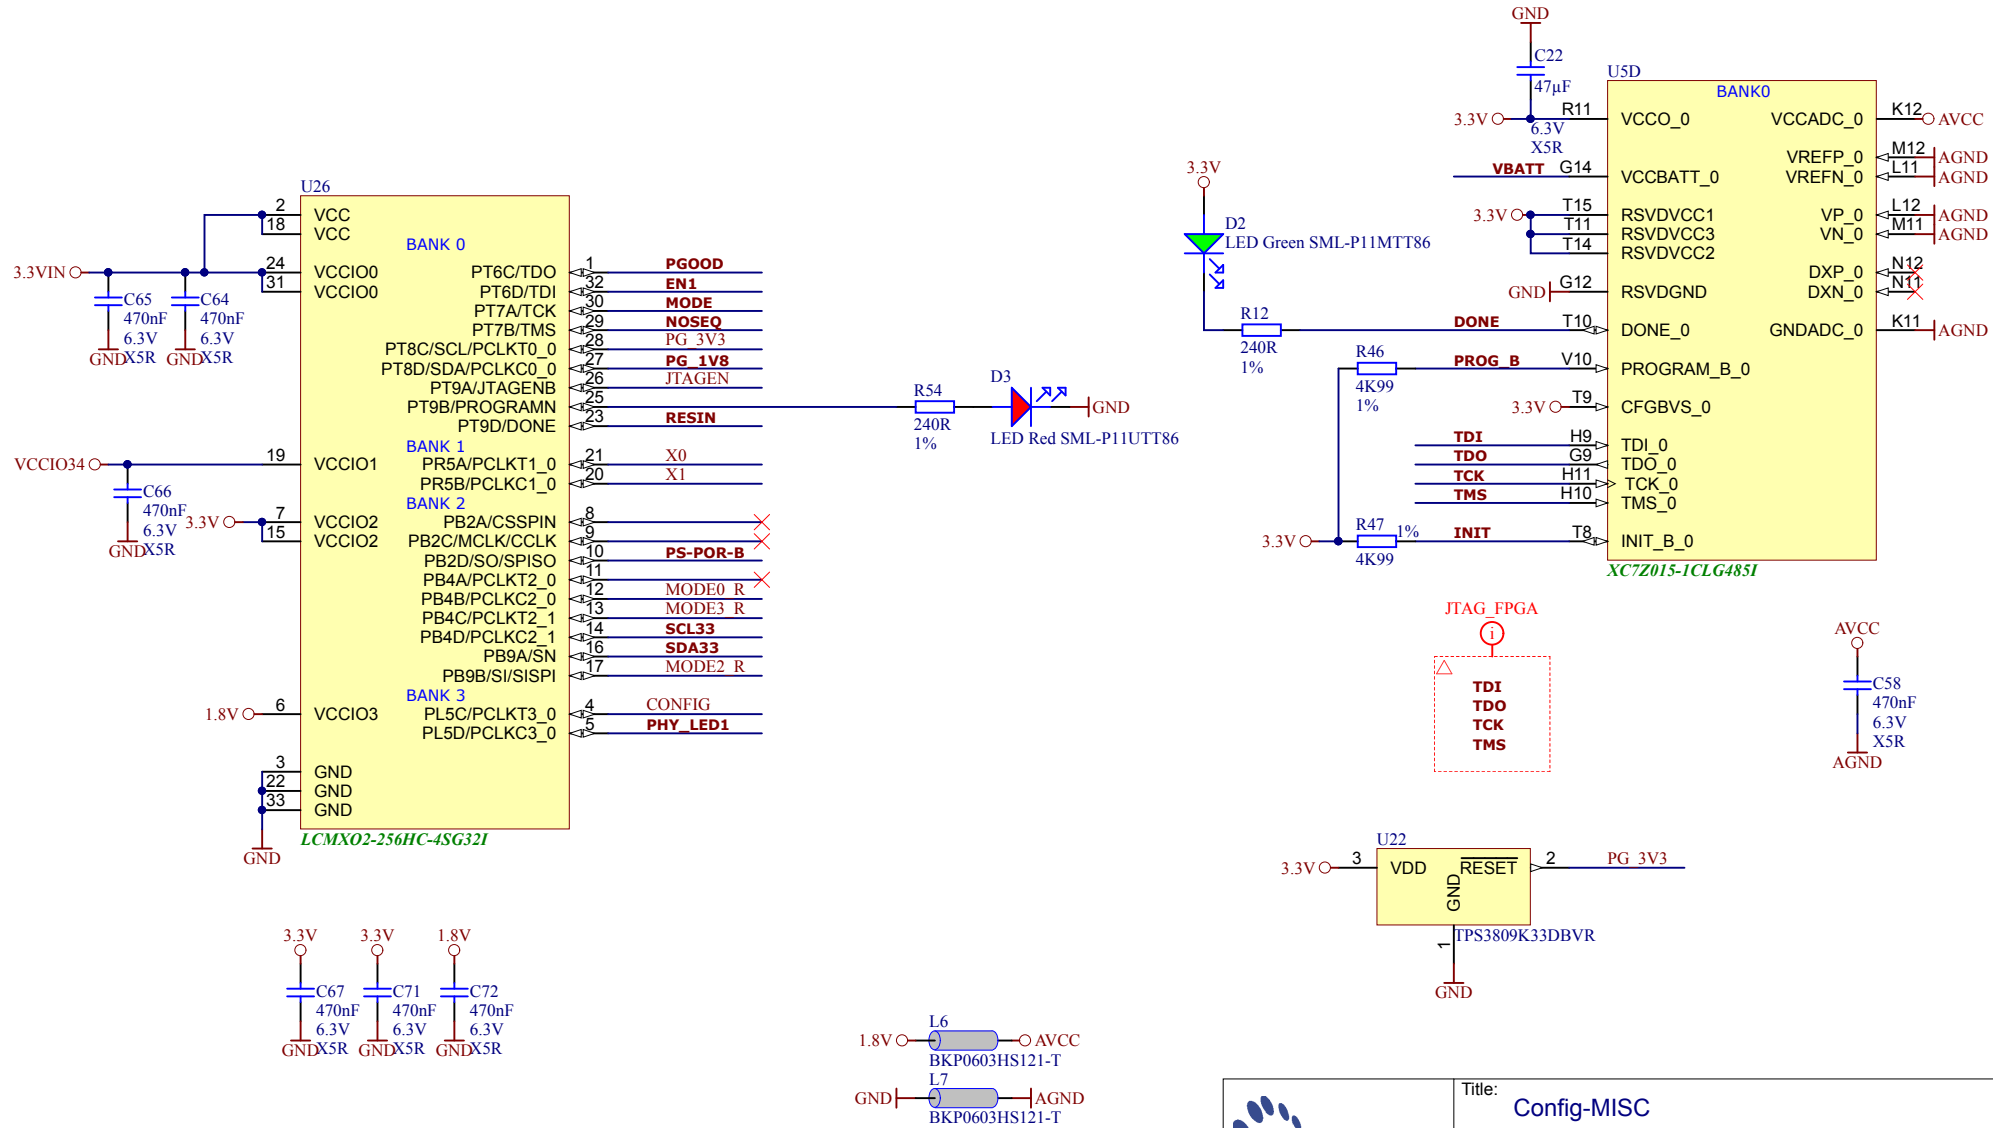 U26
BANK 0
2 VCC
18 VCC
3.3VIN
24 VCCIO0
31 VCCIO0
C65
470nF
6.3V
X5R
GND
C64
470nF
6.3V
X5R
GND
PT6C/TDO 1 PGOOD
PT6D/TDI 32 EN1
PT7A/TCK 30 MODE
PT7B/TMS 29 NOSEQ
PT8C/SCL/PCLKT0_0 28 PG_3V3
PT8D/SDA/PCLKC0_0 27 PG_1V8
PT9A/JTAGENB 26 JTAGEN
PT9B/PROGRAMN 25
PT9D/DONE 23 RESIN
R54
240R
1%
D3
LED Red SML-P11UTT86
GND
BANK 1
VCCIO34
19 VCCIO1
C66
470nF
6.3V
X5R
GND
PR5A/PCLKT1_0 21 X0
PR5B/PCLKC1_0 20 X1
BANK 2
3.3V
7 VCCIO2
15 VCCIO2
PB2A/CSSPIN 8
PB2C/MCLK/CCLK 9
PB2D/SO/SPISO 10 PS-POR-B
PB4A/PCLKT2_0 11
PB4B/PCLKC2_0 12 MODE0_R
PB4C/PCLKT2_1 13 MODE3_R
PB4D/PCLKC2_1 14 SCL33
PB9A/SN 16 SDA33
PB9B/SI/SISPI 17 MODE2_R
BANK 3
1.8V
6 VCCIO3
PL5C/PCLKT3_0 4 CONFIG
PL5D/PCLKC3_0 5 PHY_LED1
3 GND
22 GND
33 GND
GND
LCMXO2-256HC-4SG32I
3.3V
C67
470nF
6.3V
X5R
GND
3.3V
C71
470nF
6.3V
X5R
GND
1.8V
C72
470nF
6.3V
X5R
GND
GND
C22
47µF
6.3V
X5R
U5D
BANK0
3.3V R11 VCCO_0
VBATT G14 VCCBATT_0
3.3V T15 RSVDVCC1
T11 RSVDVCC3
T14 RSVDVCC2
GND G12 RSVDGND
3.3V
D2
LED Green SML-P11MTT86
R12
240R
1%
DONE T10 DONE_0
R46
4K99
1%
PROG_B V10 PROGRAM_B_0
3.3V T9 CFGBVS_0
TDI H9 TDI_0
TDO G9 TDO_0
TCK H11 TCK_0
TMS H10 TMS_0
3.3V
R47 1%
4K99
INIT T8 INIT_B_0
VCCADC_0 K12 AVCC
VREFP_0 M12 AGND
VREFN_0 L11 AGND
VP_0 L12 AGND
VN_0 M11 AGND
DXP_0 N12
DXN_0 N11
GNDADC_0 K11 AGND
XC7Z015-1CLG485I
JTAG_FPGA
i
TDI
TDO
TCK
TMS
AVCC
C58
470nF
6.3V
X5R
AGND
U22
3.3V 3 VDD RESET 2 PG_3V3
GND
1
TPS3809K33DBVR
GND
L6
1.8V AVCC
BKP0603HS121-T
L7
GND AGND
BKP0603HS121-T
Title:
Config-MISC